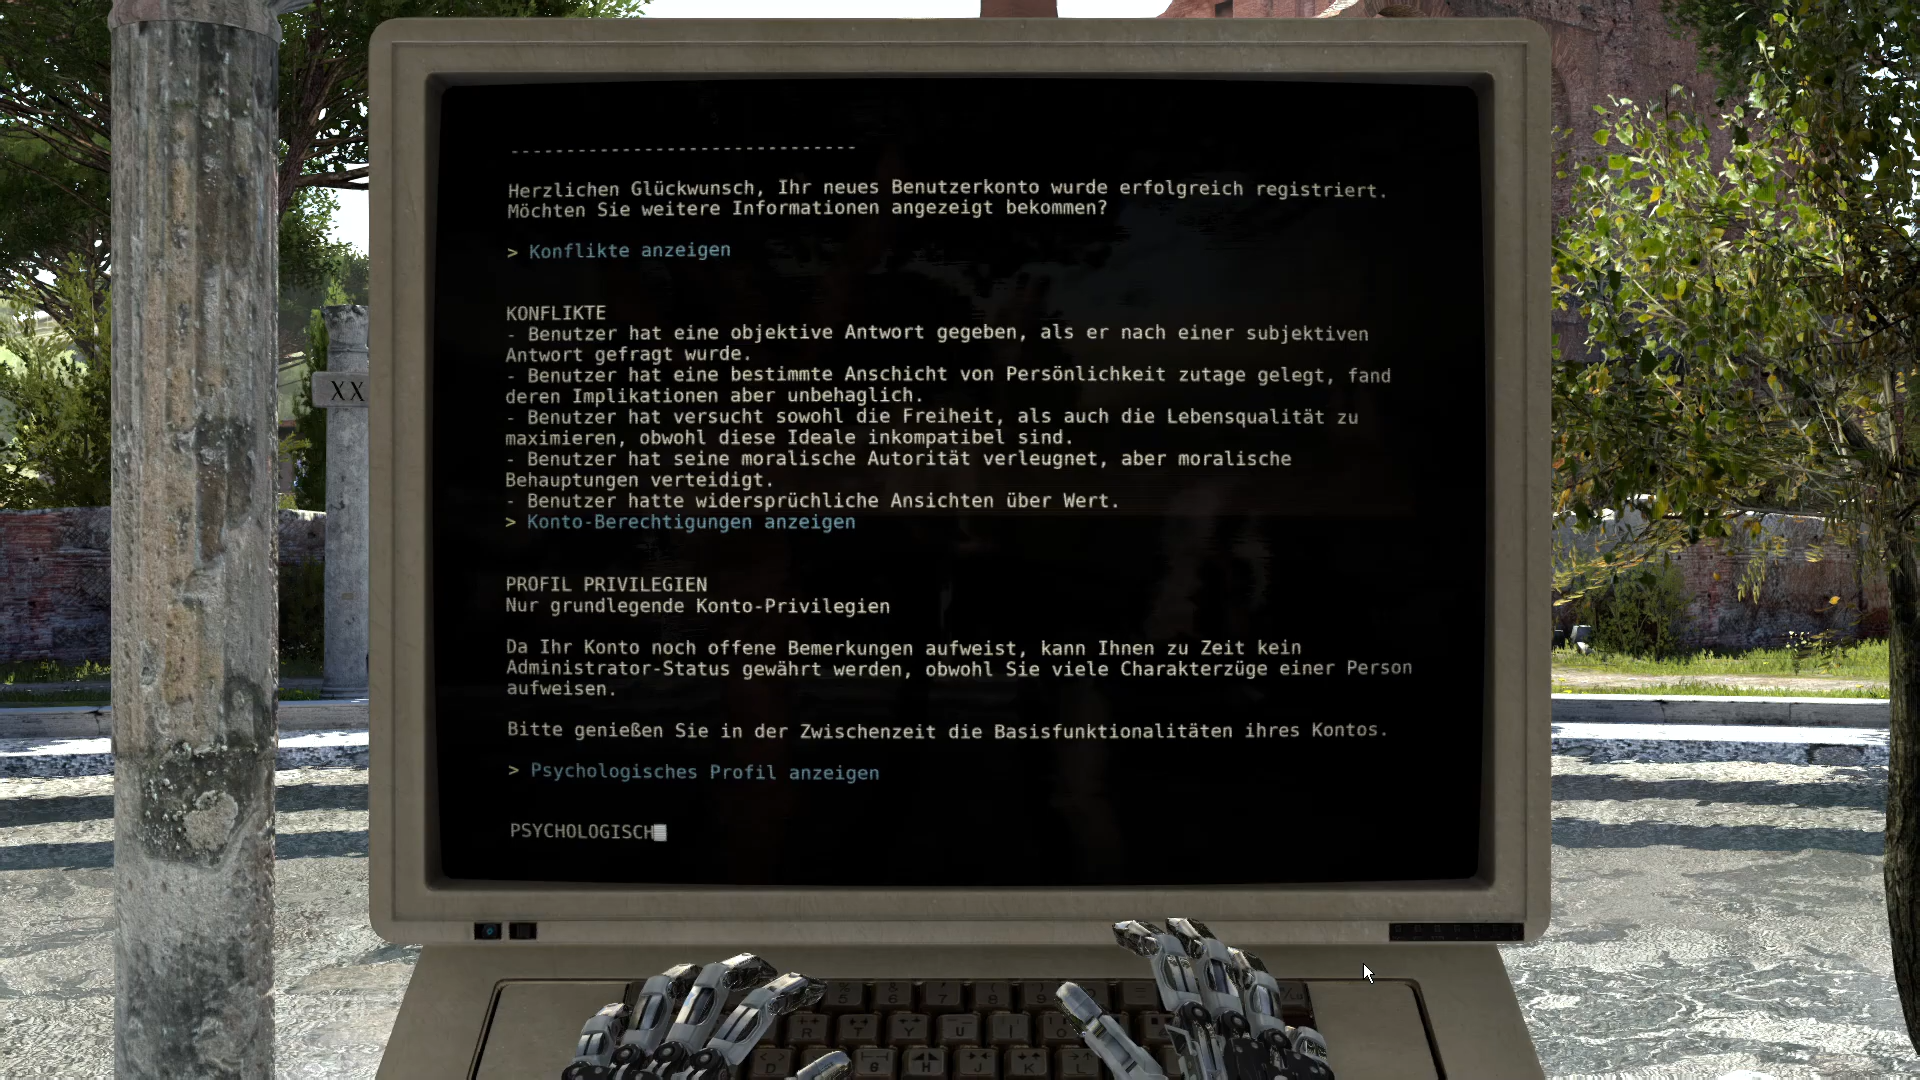 -------------------------------
Herzlichen Glückwunsch, Ihr neues Benutzerkonto wurde erfolgreich registriert.
Möchten Sie weitere Informationen angezeigt bekommen?
> Konflikte anzeigen
KONFLIKTE
- Benutzer hat eine objektive Antwort gegeben, als er nach einer subjektiven
Antwort gefragt wurde.
- Benutzer hat eine bestimmte Anschicht von Persönlichkeit zutage gelegt, fand
deren Implikationen aber unbehaglich.
- Benutzer hat versucht sowohl die Freiheit, als auch die Lebensqualität zu
maximieren, obwohl diese Ideale inkompatibel sind.
- Benutzer hat seine moralische Autorität verleugnet, aber moralische
Behauptungen verteidigt.
- Benutzer hatte widersprüchliche Ansichten über Wert.
> Konto-Berechtigungen anzeigen
PROFIL PRIVILEGIEN
Nur grundlegende Konto-Privilegien
Da Ihr Konto noch offene Bemerkungen aufweist, kann Ihnen zu Zeit kein
Administrator-Status gewährt werden, obwohl Sie viele Charakterzüge einer Person
aufweisen.
Bitte genießen Sie in der Zwischenzeit die Basisfunktionalitäten ihres Kontos.
> Psychologisches Profil anzeigen
PSYCHOLOGISCH
XX
5 6 7 8 9
R T Y U I
D G H J K L